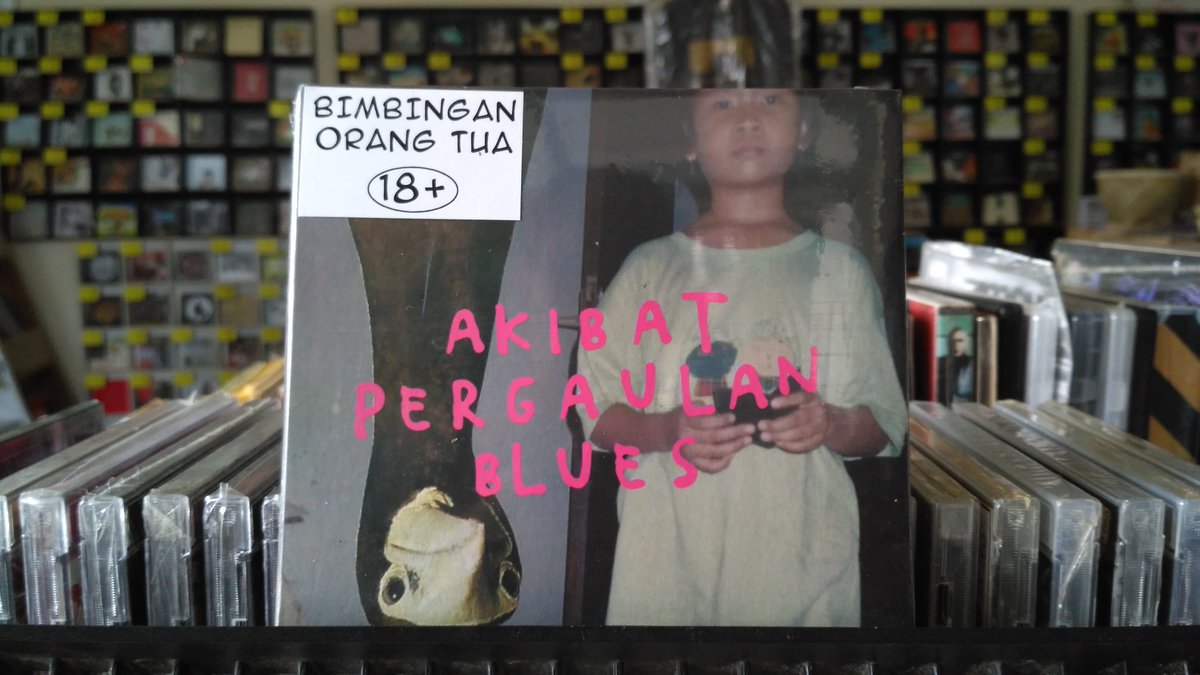 BIMBINGAN
ORANG TUA
18+
AKIBAT
PERGAULAN
BLUES